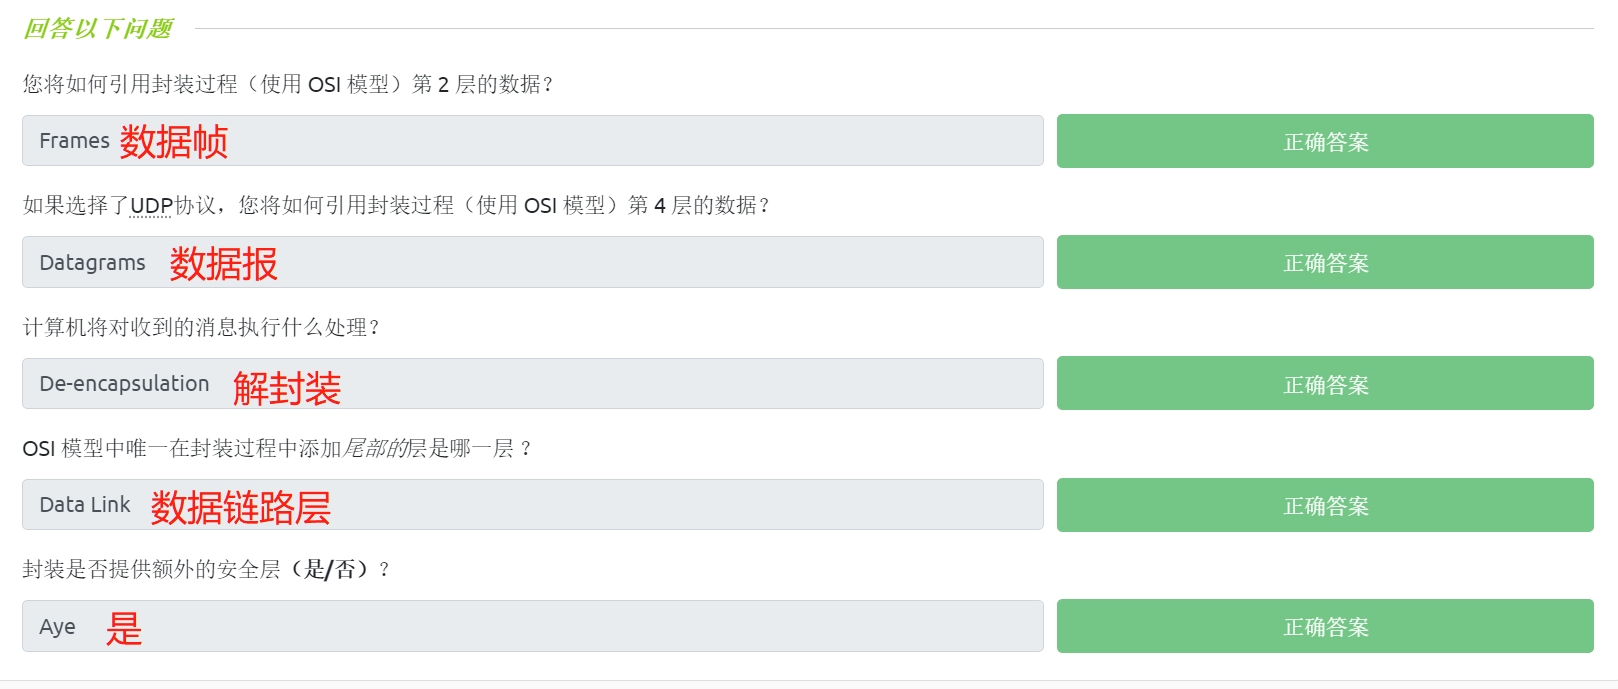 回答以下问题
您将如何引用封装过程（使用 OSI 模型）第 2 层的数据？
Frames 数据帧 正确答案
如果选择了UDP协议，您将如何引用封装过程（使用 OSI 模型）第 4 层的数据？
Datagrams 数据报 正确答案
计算机将对收到的消息执行什么处理？
De-encapsulation 解封装 正确答案
OSI 模型中唯一在封装过程中添加尾部的层是哪一层 ？
Data Link 数据链路层 正确答案
封装是否提供额外的安全层（是/否）？
Aye 是 正确答案